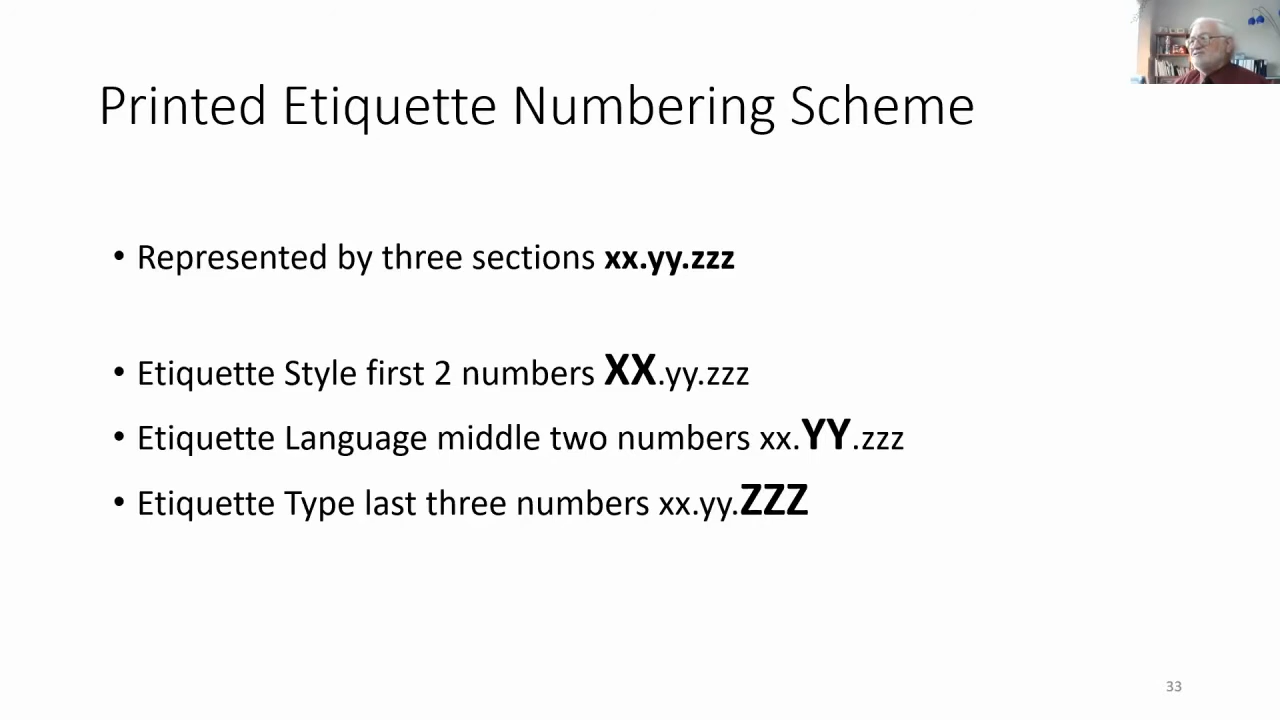 Printed Etiquette Numbering Scheme
• Represented by three sections xx.yy.zzz
• Etiquette Style first 2 numbers XX.yy.zzz
• Etiquette Language middle two numbers xx.YY.zzz
• Etiquette Type last three numbers xx.yy.ZZZ
33